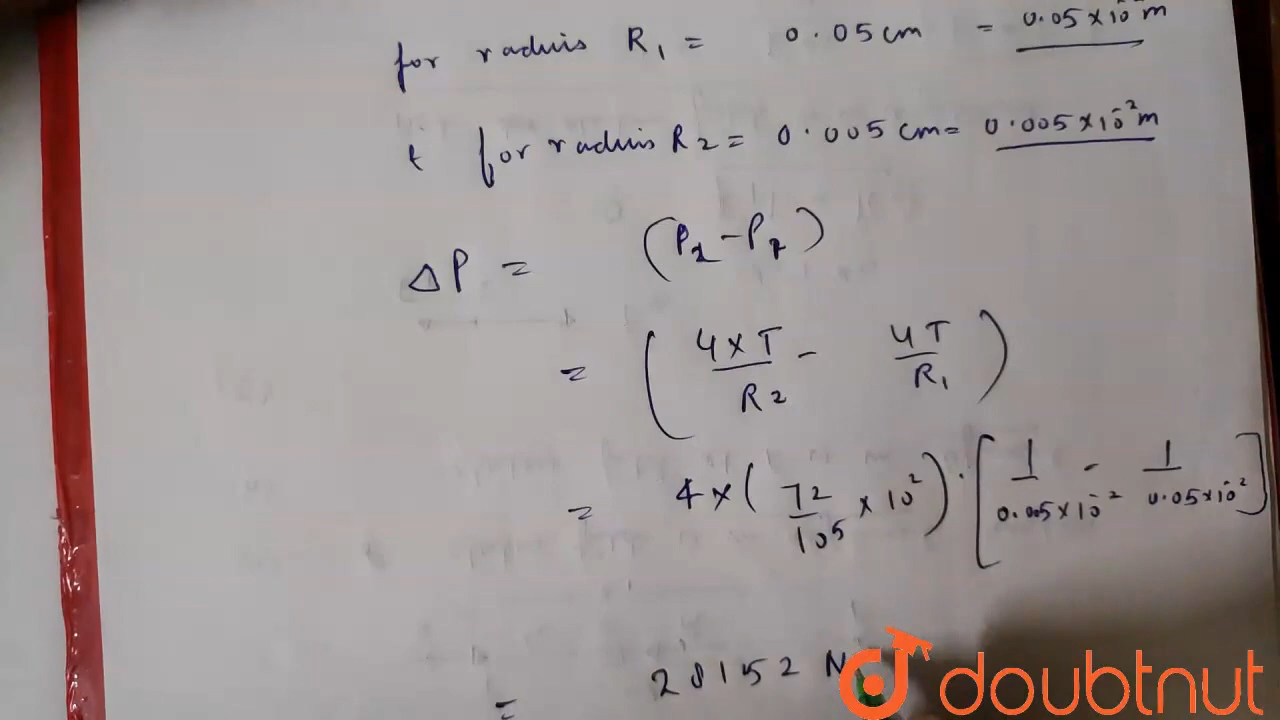 for radius R₁ = 0.05 cm = 0.05×10⁻² m
& for radius R₂ = 0.005 cm = 0.005×10⁻² m
ΔP = (P₂ - P₁)
= (4×T/R₂ - 4T/R₁)
= 4×(72/10⁵ ×10²)·[1/0.005×10⁻² - 1/0.05×10⁻²]
= 28152 N
doubtnut